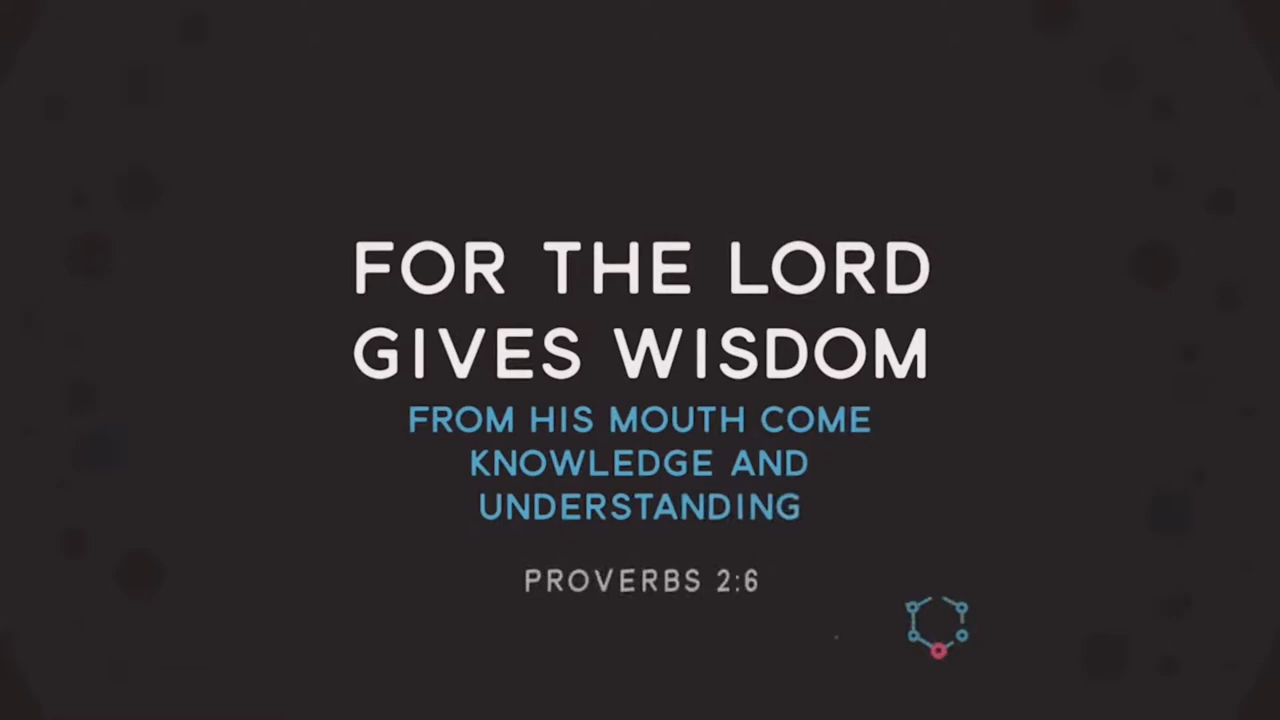 FOR THE LORD
GIVES WISDOM
FROM HIS MOUTH COME
KNOWLEDGE AND
UNDERSTANDING
PROVERBS 2:6